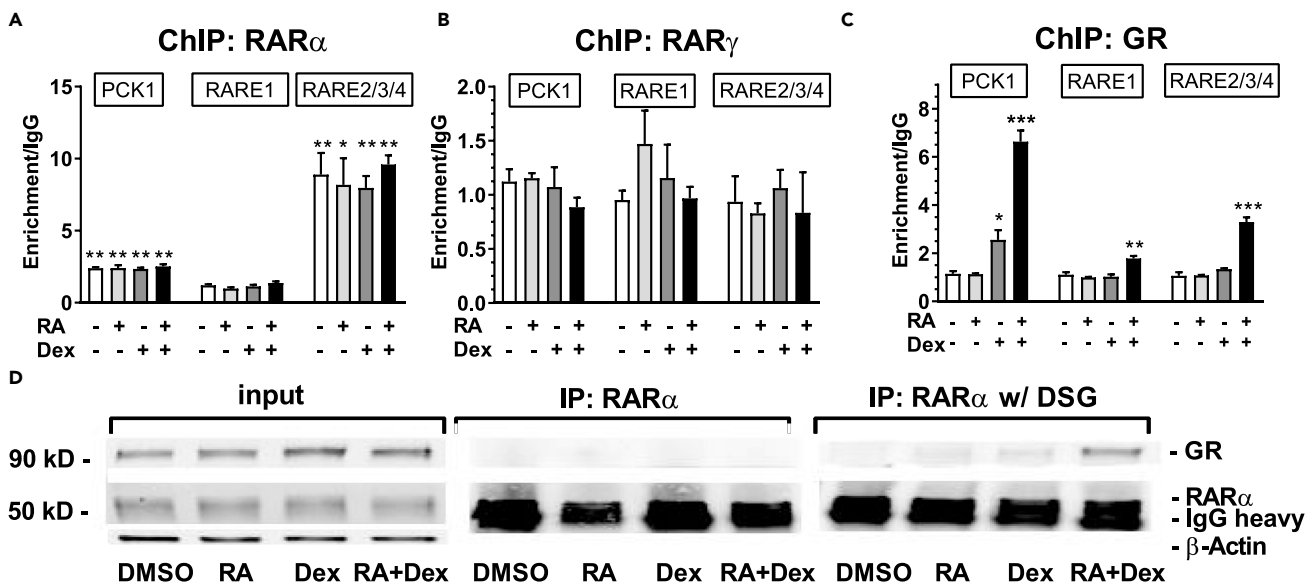 A
ChIP: RARα
15
10
5
0
Enrichment/IgG
PCK1
RARE1
RARE2/3/4
** ** ** **
** * ** **
RA - + - + - + - + - + - +
Dex - - + + - - + + - - + +
B
ChIP: RARγ
2.0
1.5
1.0
0.5
0.0
Enrichment/IgG
PCK1
RARE1
RARE2/3/4
RA - + - + - + - + - + - +
Dex - - + + - - + + - - + +
C
ChIP: GR
8
6
4
2
0
Enrichment/IgG
PCK1
RARE1
RARE2/3/4
* ***
**
***
RA - + - + - + - + - + - +
Dex - - + + - - + + - - + +
D
input
IP: RARα
IP: RARα w/ DSG
90 kD -
- GR
50 kD -
- RARα
- IgG heavy
- β-Actin
DMSO RA Dex RA+Dex DMSO RA Dex RA+Dex DMSO RA Dex RA+Dex